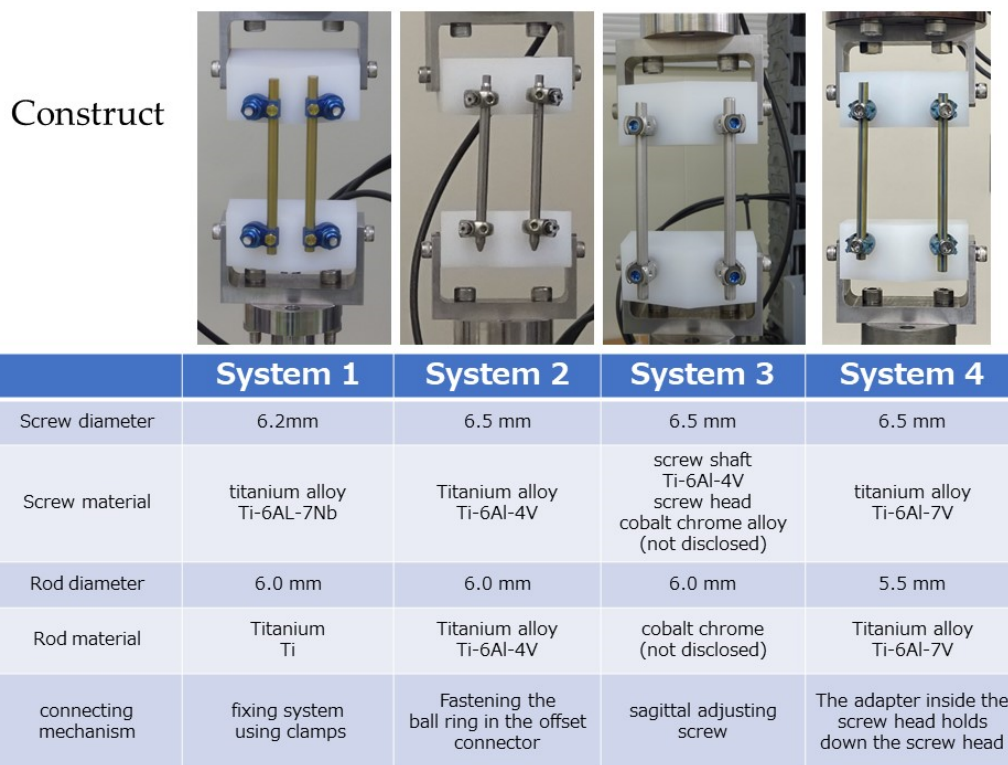 Construct
System 1 System 2 System 3 System 4
Screw diameter 6.2mm 6.5 mm 6.5 mm 6.5 mm
Screw material
titanium alloy
Ti-6AL-7Nb
Titanium alloy
Ti-6Al-4V
screw shaft
Ti-6Al-4V
screw head
cobalt chrome alloy
(not disclosed)
titanium alloy
Ti-6Al-7V
Rod diameter 6.0 mm 6.0 mm 6.0 mm 5.5 mm
Rod material
Titanium
Ti
Titanium alloy
Ti-6Al-4V
cobalt chrome
(not disclosed)
Titanium alloy
Ti-6Al-7V
connecting
mechanism
fixing system
using clamps
Fastening the
ball ring in the offset
connector
sagittal adjusting
screw
The adapter inside the
screw head holds
down the screw head